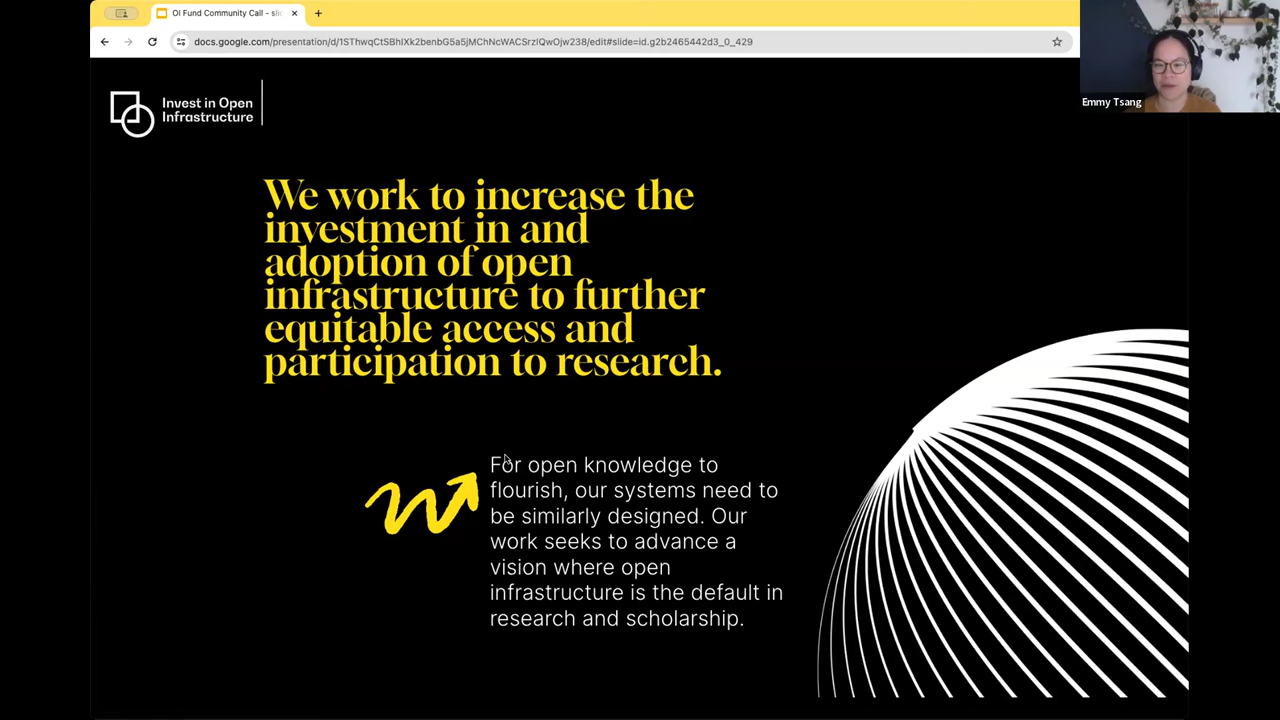 OI Fund Community Call - sli
docs.google.com/presentation/d/1SThwqCtSBhIXk2benbG5a5jMChNcWACSrzIQwOjw238/edit#slide=id.g2b2465442d3_0_429
Emmy Tsang
Invest in Open
Infrastructure
We work to increase the
investment in and
adoption of open
infrastructure to further
equitable access and
participation to research.
For open knowledge to
flourish, our systems need to
be similarly designed. Our
work seeks to advance a
vision where open
infrastructure is the default in
research and scholarship.